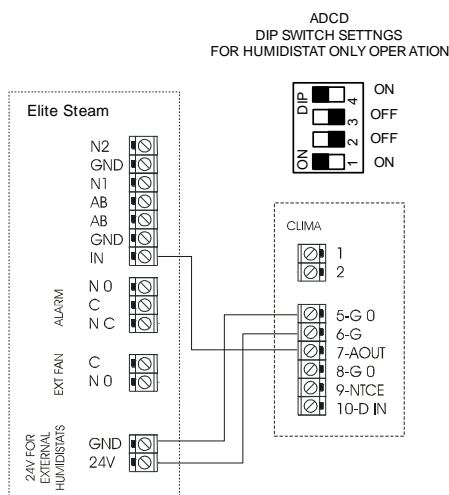 ADCD
DIP SWITCH SETTNGS
FOR HUMIDISTAT ONLY OPERATION
DIP
ON
4
3
2
1
ON
OFF
OFF
ON
Elite Steam
N2
GND
N1
AB
AB
GND
IN
ALARM
N 0
C
N C
EXT FAN
C
N 0
24V FOR
EXTERNAL
HUMIDISTATS
GND
24V
CLIMA
1
2
5-G 0
6-G
7-AOUT
8-G 0
9-NTCE
10-D IN